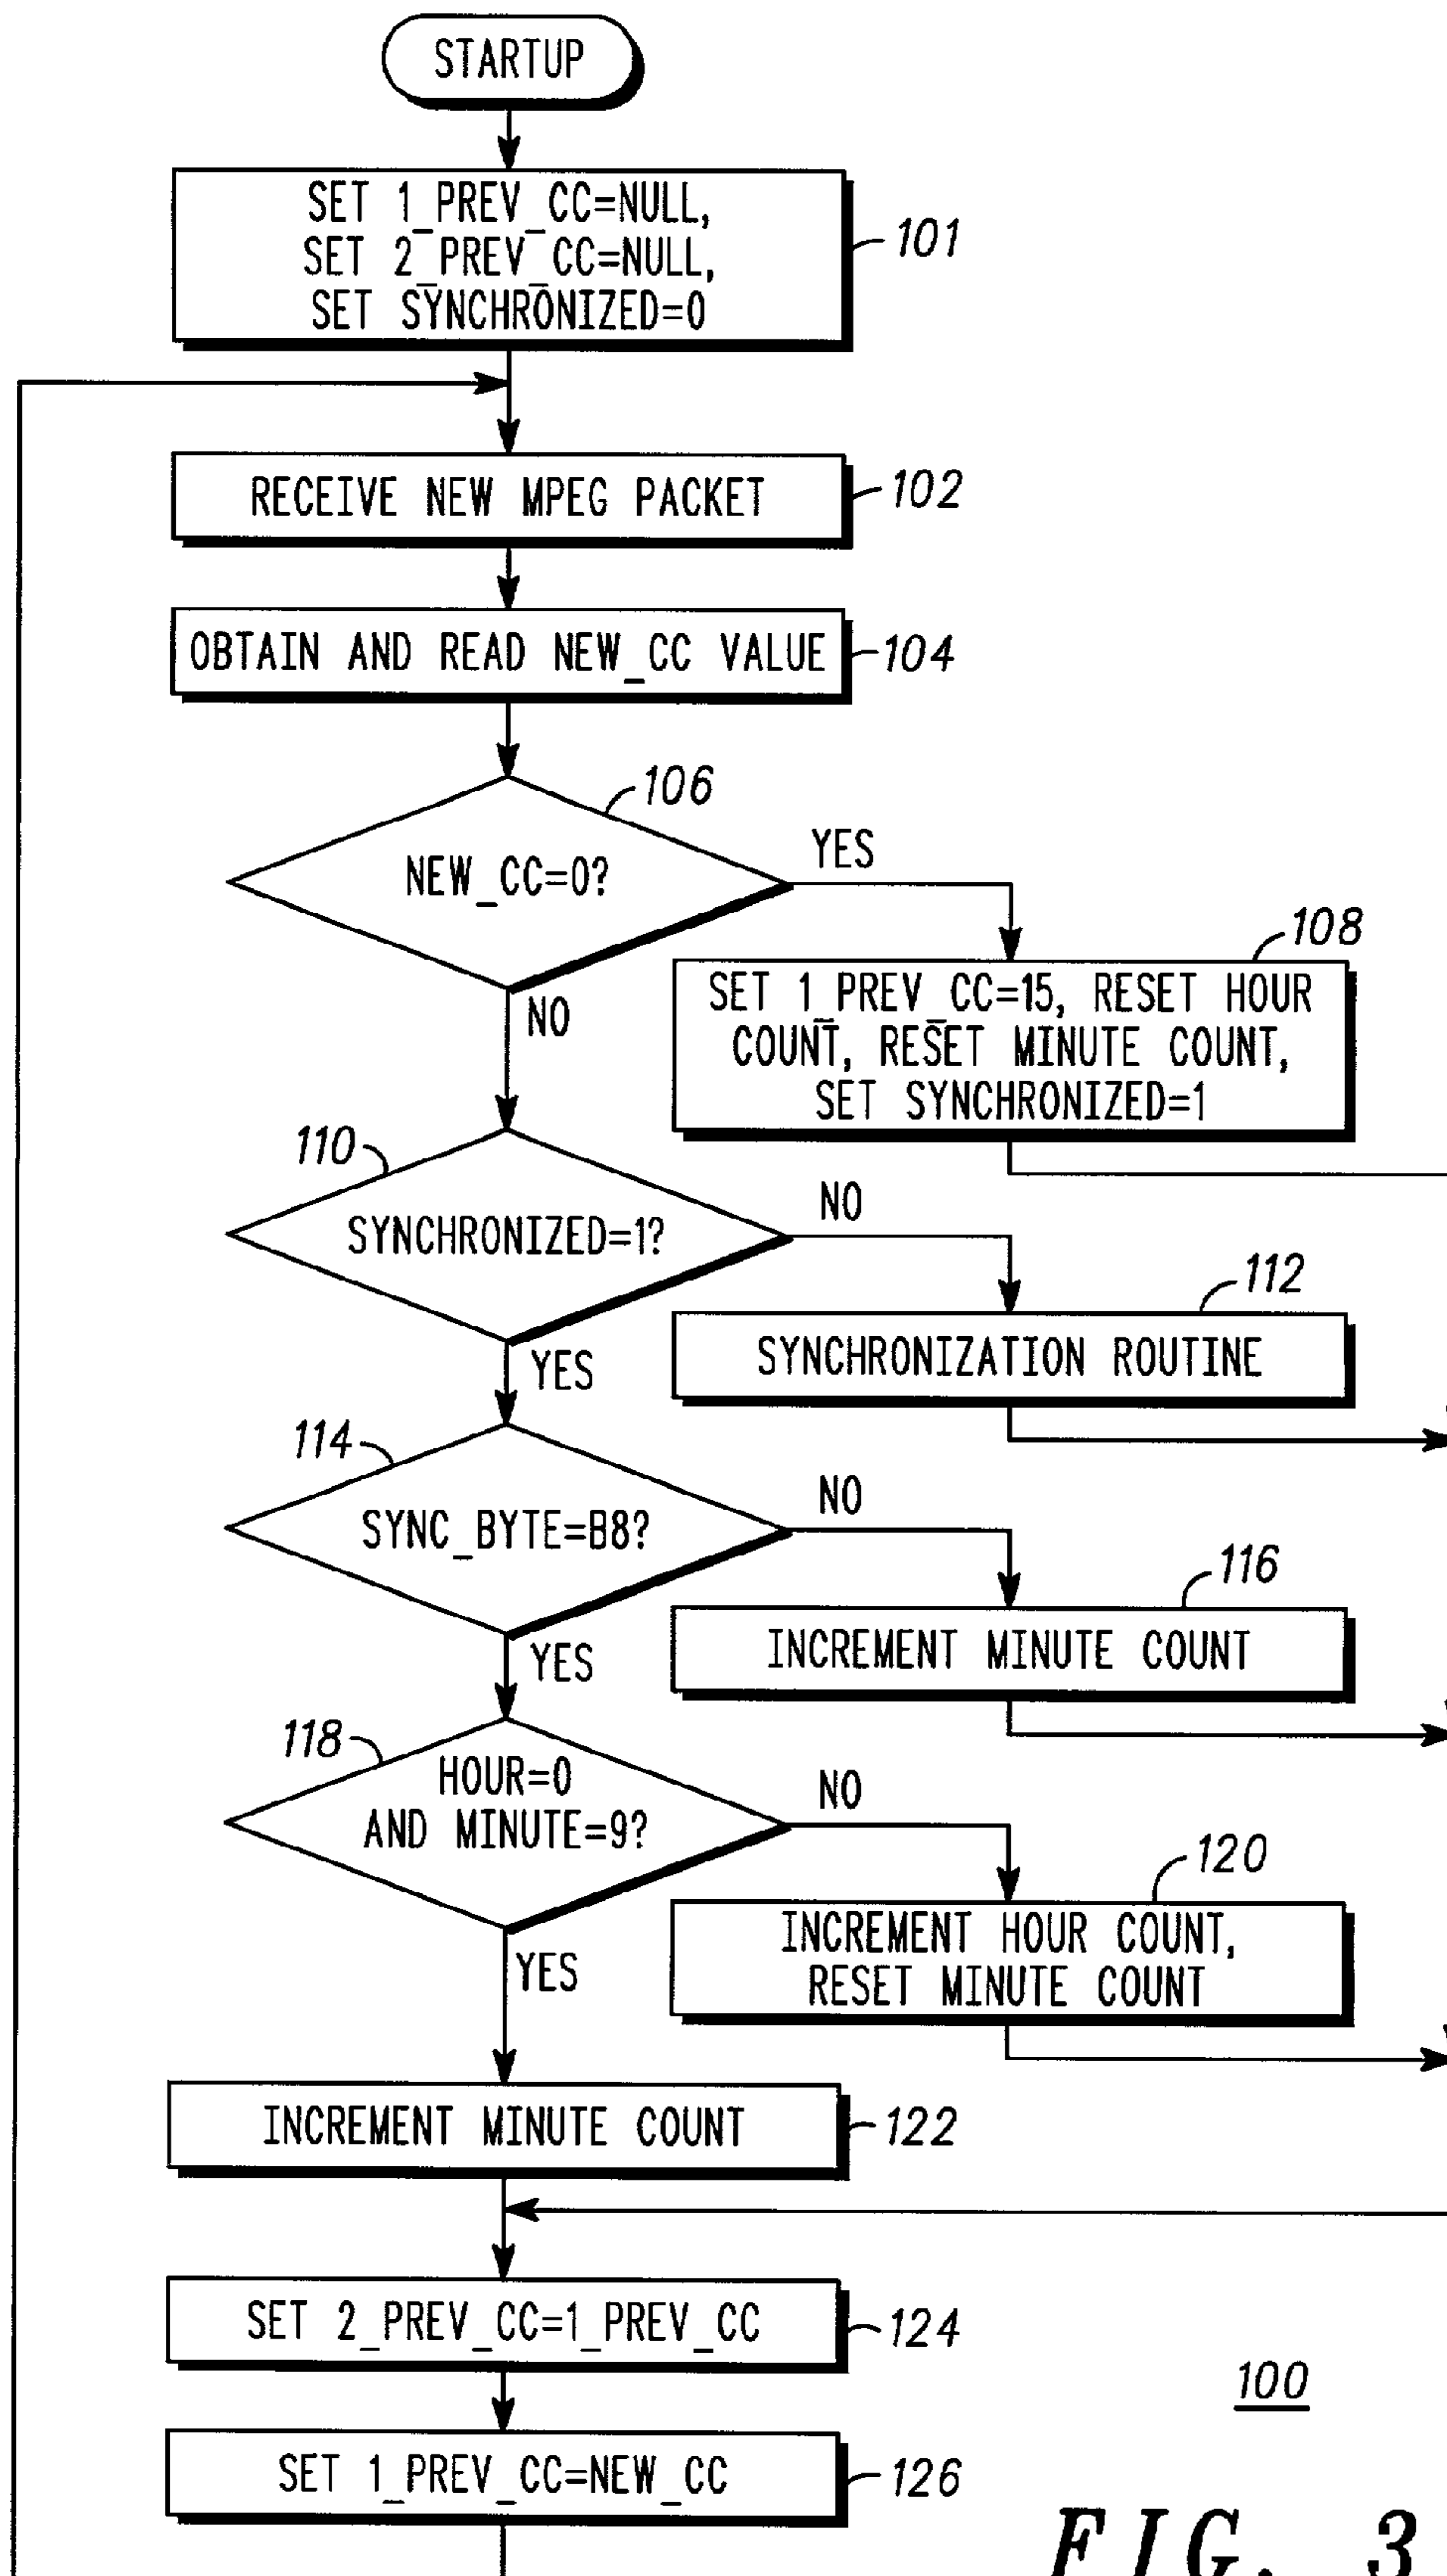 STARTUP
SET 1_PREV_CC=NULL,
SET 2_PREV_CC=NULL,
SET SYNCHRONIZED=0
101
RECEIVE NEW MPEG PACKET
102
OBTAIN AND READ NEW_CC VALUE
104
106
NEW_CC=0?
YES
NO
108
SET 1_PREV_CC=15, RESET HOUR
COUNT, RESET MINUTE COUNT,
SET SYNCHRONIZED=1
110
SYNCHRONIZED=1?
NO
YES
112
SYNCHRONIZATION ROUTINE
114
SYNC_BYTE=B8?
NO
YES
116
INCREMENT MINUTE COUNT
118
HOUR=0
AND MINUTE=9?
NO
YES
120
INCREMENT HOUR COUNT,
RESET MINUTE COUNT
INCREMENT MINUTE COUNT
122
SET 2_PREV_CC=1_PREV_CC
124
100
SET 1_PREV_CC=NEW_CC
126
FIG. 3